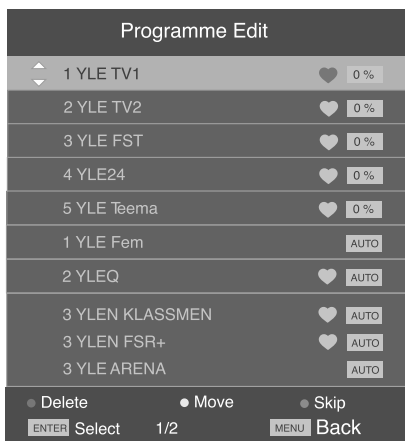 Programme Edit
1 YLE TV1 0 %
2 YLE TV2 0 %
3 YLE FST 0 %
4 YLE24 0 %
5 YLE Teema 0 %
1 YLE Fem AUTO
2 YLEQ AUTO
3 YLEN KLASSMEN AUTO
3 YLEN FSR+ AUTO
3 YLE ARENA AUTO
Delete Move Skip
ENTER Select 1/2 MENU Back